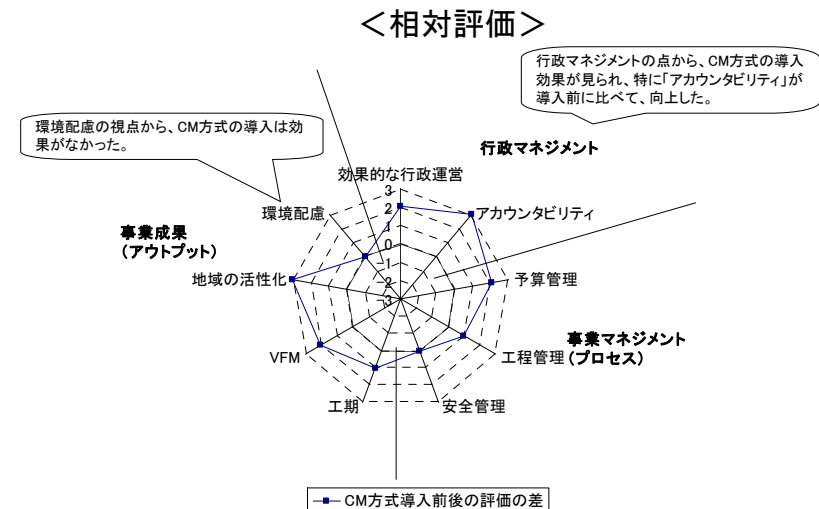 ＜相対評価＞
行政マネジメントの点から、CM方式の導入
効果が見られ、特に「アカウンタビリティ」が
導入前に比べて、向上した。
環境配慮の視点から、CM方式の導入は効
果がなかった。
行政マネジメント
効果的な行政運営
3
2
1
0
-1
-2
-3
環境配慮
アカウンタビリティ
事業成果
（アウトプット）
地域の活性化
予算管理
事業マネジメント
（プロセス）
VFM
工程管理
工期
安全管理
CM方式導入前後の評価の差